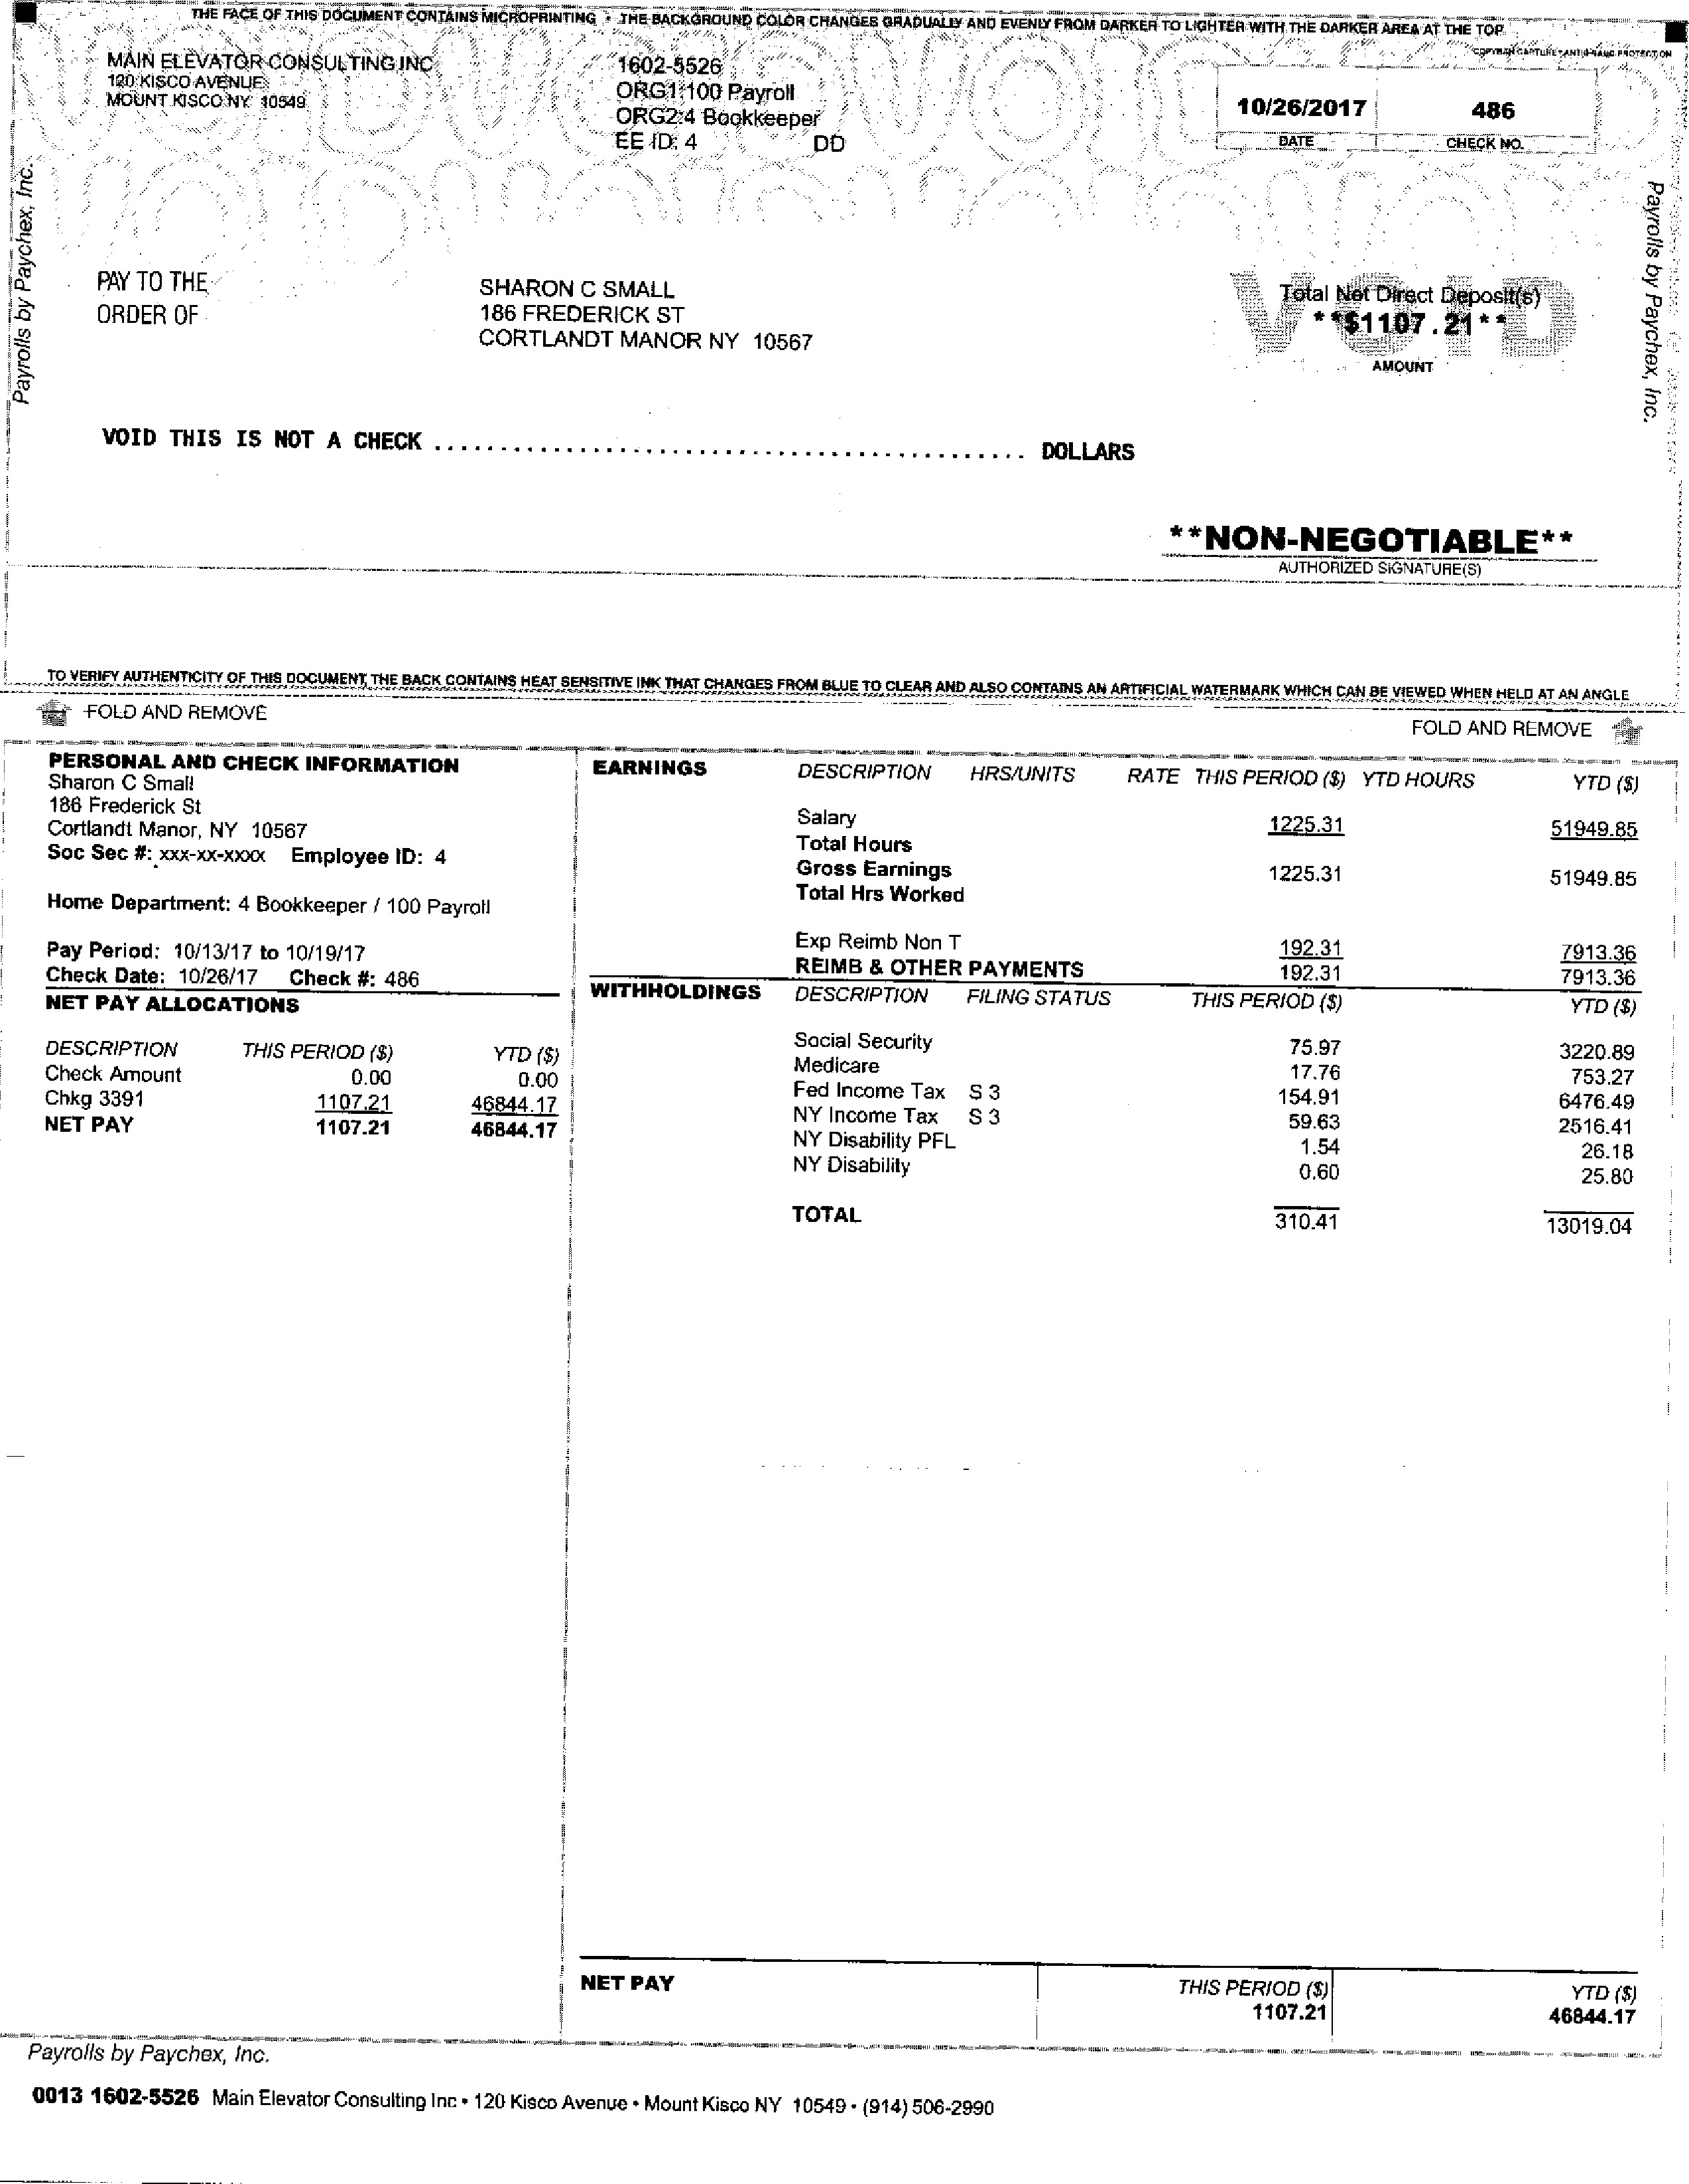 THE FACE OF THIS DOCUMENT CONTAINS MICROPRINTING • THE BACKGROUND COLOR CHANGES GRADUALLY AND EVENLY FROM DARKER TO LIGHTER WITH THE DARKER AREA AT THE TOP
MAIN ELEVATOR CONSULTING INC
120 KISCO AVENUE
MOUNT KISCO NY 10549
1602-5526
ORG1:100 Payroll
ORG2:4 Bookkeeper
EE ID: 4 DD
10/26/2017 486
DATE CHECK NO.
Payrolls by Paychex, Inc.
Payrolls by Paychex, Inc.
PAY TO THE
ORDER OF
SHARON C SMALL
186 FREDERICK ST
CORTLANDT MANOR NY 10567
VOID
Total Net Direct Deposit(s)
**$1107.21**
AMOUNT
VOID THIS IS NOT A CHECK ................................................ DOLLARS
**NON-NEGOTIABLE**
AUTHORIZED SIGNATURE(S)
TO VERIFY AUTHENTICITY OF THIS DOCUMENT, THE BACK CONTAINS HEAT SENSITIVE INK THAT CHANGES FROM BLUE TO CLEAR AND ALSO CONTAINS AN ARTIFICIAL WATERMARK WHICH CAN BE VIEWED WHEN HELD AT AN ANGLE
FOLD AND REMOVE FOLD AND REMOVE
PERSONAL AND CHECK INFORMATION
Sharon C Small
186 Frederick St
Cortlandt Manor, NY 10567
Soc Sec #: xxx-xx-xxxx Employee ID: 4
Home Department: 4 Bookkeeper / 100 Payroll
Pay Period: 10/13/17 to 10/19/17
Check Date: 10/26/17 Check #: 486
NET PAY ALLOCATIONS
DESCRIPTION THIS PERIOD ($) YTD ($)
Check Amount 0.00 0.00
Chkg 3391 1107.21 46844.17
NET PAY 1107.21 46844.17
EARNINGS DESCRIPTION HRS/UNITS RATE THIS PERIOD ($) YTD HOURS YTD ($)
Salary 1225.31 51949.85
Total Hours
Gross Earnings 1225.31 51949.85
Total Hrs Worked
Exp Reimb Non T 192.31 7913.36
REIMB & OTHER PAYMENTS 192.31 7913.36
WITHHOLDINGS DESCRIPTION FILING STATUS THIS PERIOD ($) YTD ($)
Social Security 75.97 3220.89
Medicare 17.76 753.27
Fed Income Tax S 3 154.91 6476.49
NY Income Tax S 3 59.63 2516.41
NY Disability PFL 1.54 26.18
NY Disability 0.60 25.80
TOTAL 310.41 13019.04
NET PAY THIS PERIOD ($) YTD ($)
1107.21 46844.17
Payrolls by Paychex, Inc.
0013 1602-5526 Main Elevator Consulting Inc • 120 Kisco Avenue • Mount Kisco NY 10549 • (914) 506-2990